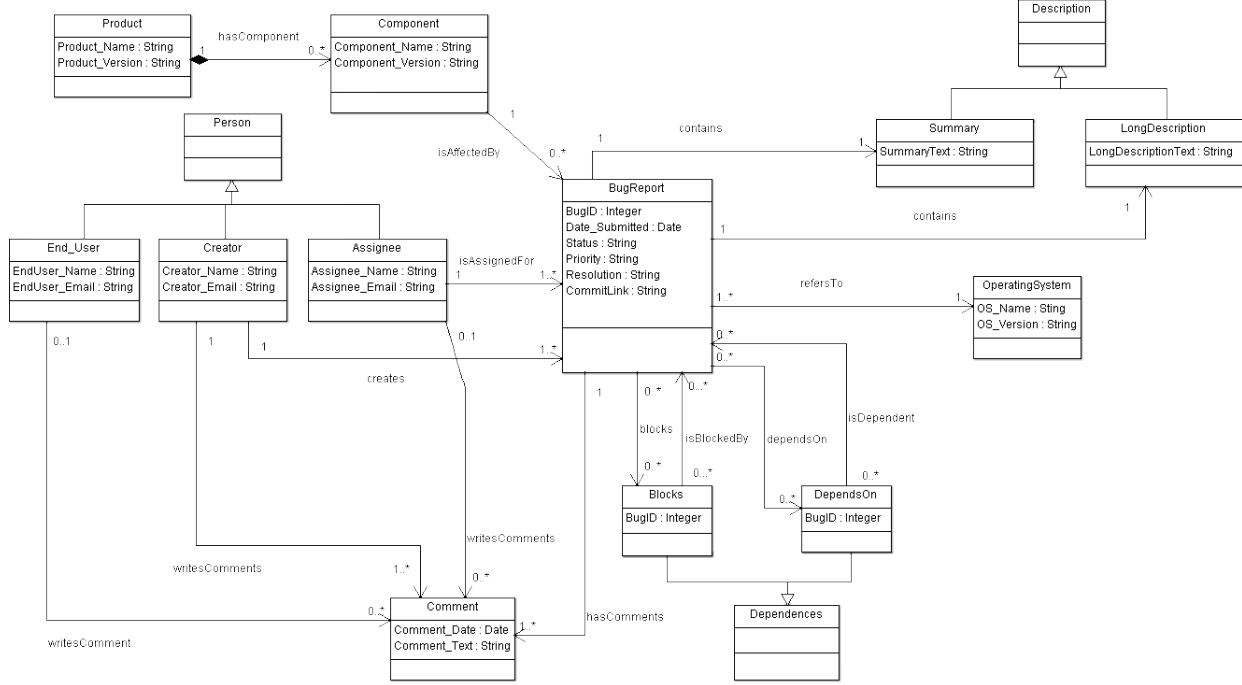 Product
Product_Name : String
Product_Version : String
hasComponent
1
0..*
Component
Component_Name : String
Component_Version : String
Description
Person
1
isAffectedBy
0..*
1
contains
1
Summary
SummaryText : String
LongDescription
LongDescriptionText : String
BugReport
BugID : Integer
Date_Submitted : Date
Status : String
Priority : String
Resolution : String
CommitLink : String
1
contains
1
End_User
EndUser_Name : String
EndUser_Email : String
Creator
Creator_Name : String
Creator_Email : String
Assignee
Assignee_Name : String
Assignee_Email : String
isAssignedFor
1
1..*
1..*
refersTo
1
OperatingSystem
OS_Name : Sting
OS_Version : String
0..1
1
1
creates
1..*
0..1
0..*
0..*
1
0..*
0...*
blocks
isBlockedBy
dependsOn
isDependent
0..*
0...*
0..*
0..*
Blocks
BugID : Integer
DependsOn
BugID : Integer
writesComments
writesComments
1..*
0..*
0..*
writesComment
Comment
Comment_Date : Date
Comment_Text : String
1..*
hasComments
Dependences